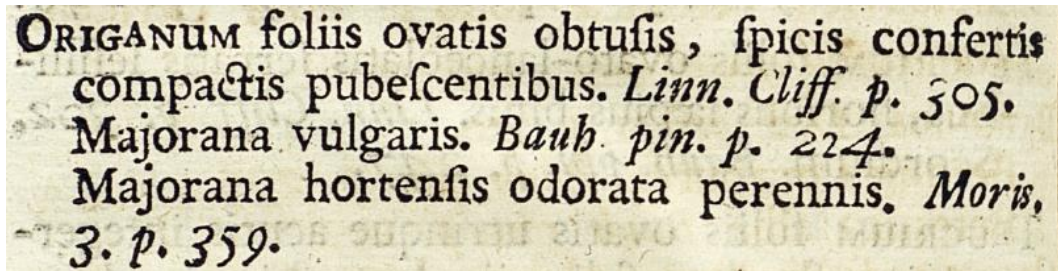 ORIGANUM foliis ovatis obtuſis, ſpicis confertis
compactis pubeſcentibus. Linn. Cliff. p. 305.
Majorana vulgaris. Bauh. pin. p. 224.
Majorana hortenſis odorata perennis. Moris.
3. p. 359.